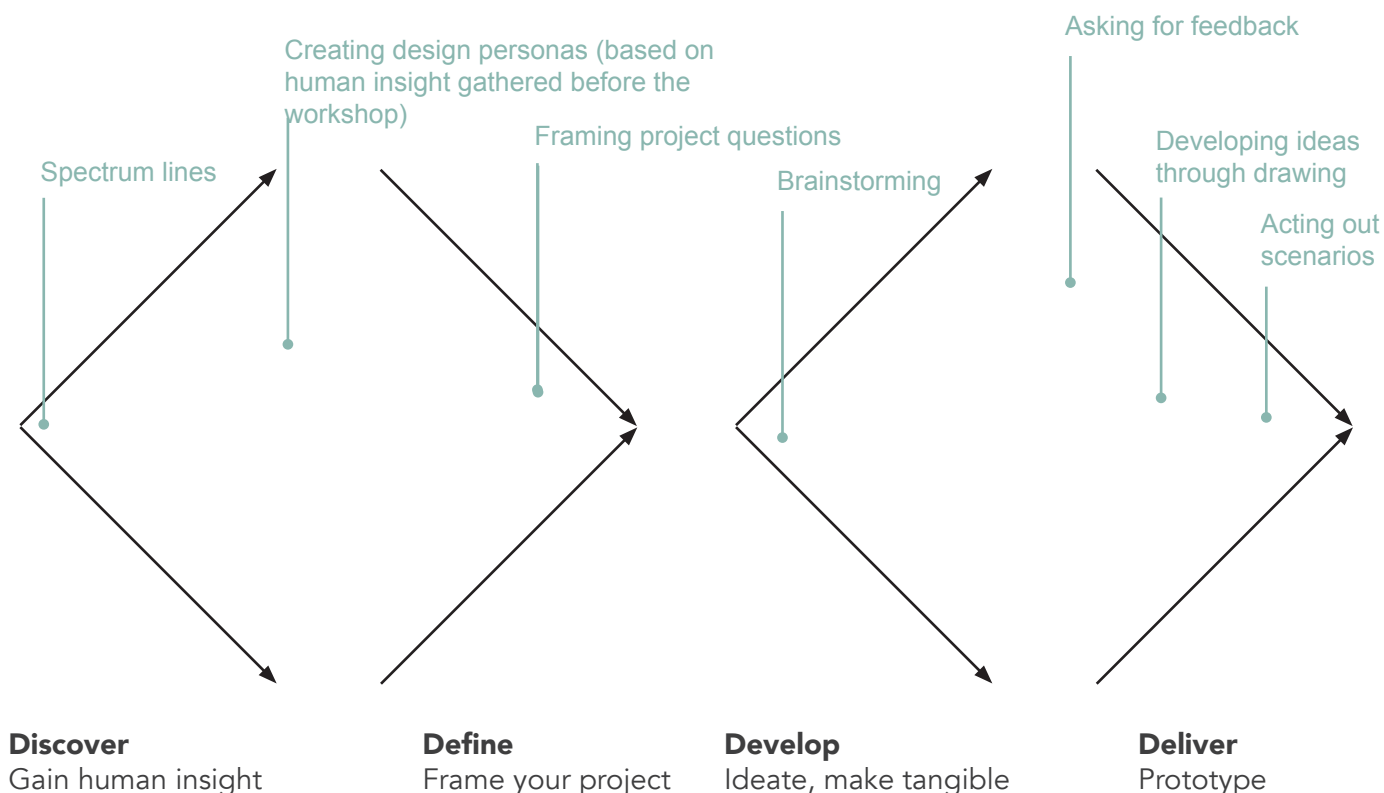 Asking for feedback
Creating design personas (based on
human insight gathered before the
workshop)
Framing project questions
Developing ideas
through drawing
Spectrum lines
Brainstorming
Acting out
scenarios
Discover
Gain human insight
Define
Frame your project
Develop
Ideate, make tangible
Deliver
Prototype